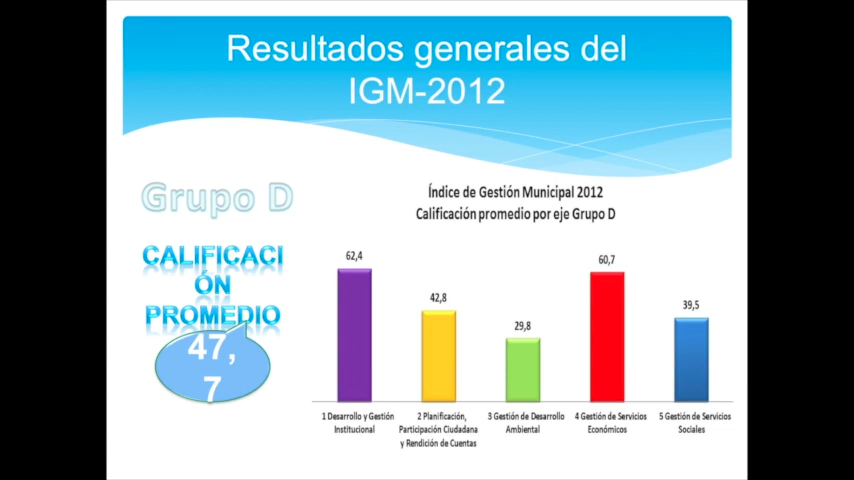 Resultados generales del
IGM-2012
Grupo D
CALIFICACI
ÓN
PROMEDIO
47,
7
Índice de Gestión Municipal 2012
Calificación promedio por eje Grupo D
62,4
42,8
29,8
60,7
39,5
1 Desarrollo y Gestión
Institucional
2 Planificación,
Participación Ciudadana
y Rendición de Cuentas
3 Gestión de Desarrollo
Ambiental
4 Gestión de Servicios
Económicos
5 Gestión de Servicios
Sociales